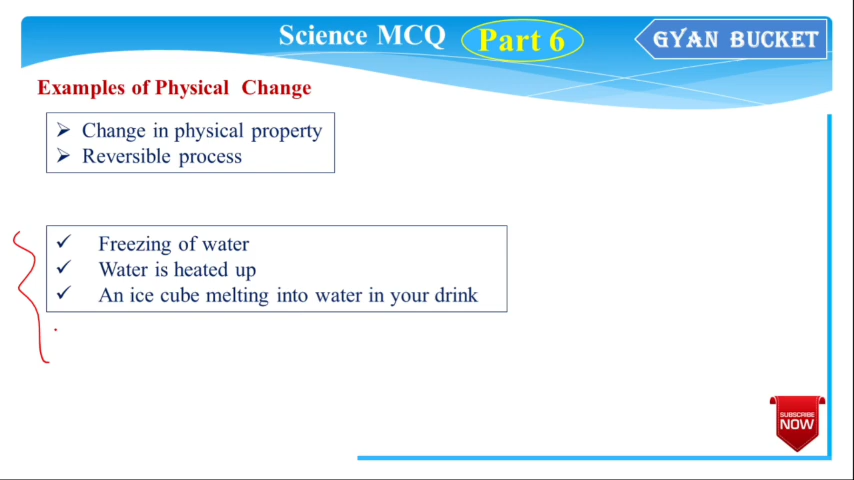 Science MCQ Part 6
GYAN BUCKET
Examples of Physical Change
Change in physical property
Reversible process
Freezing of water
Water is heated up
An ice cube melting into water in your drink
SUBSCRIBE
NOW